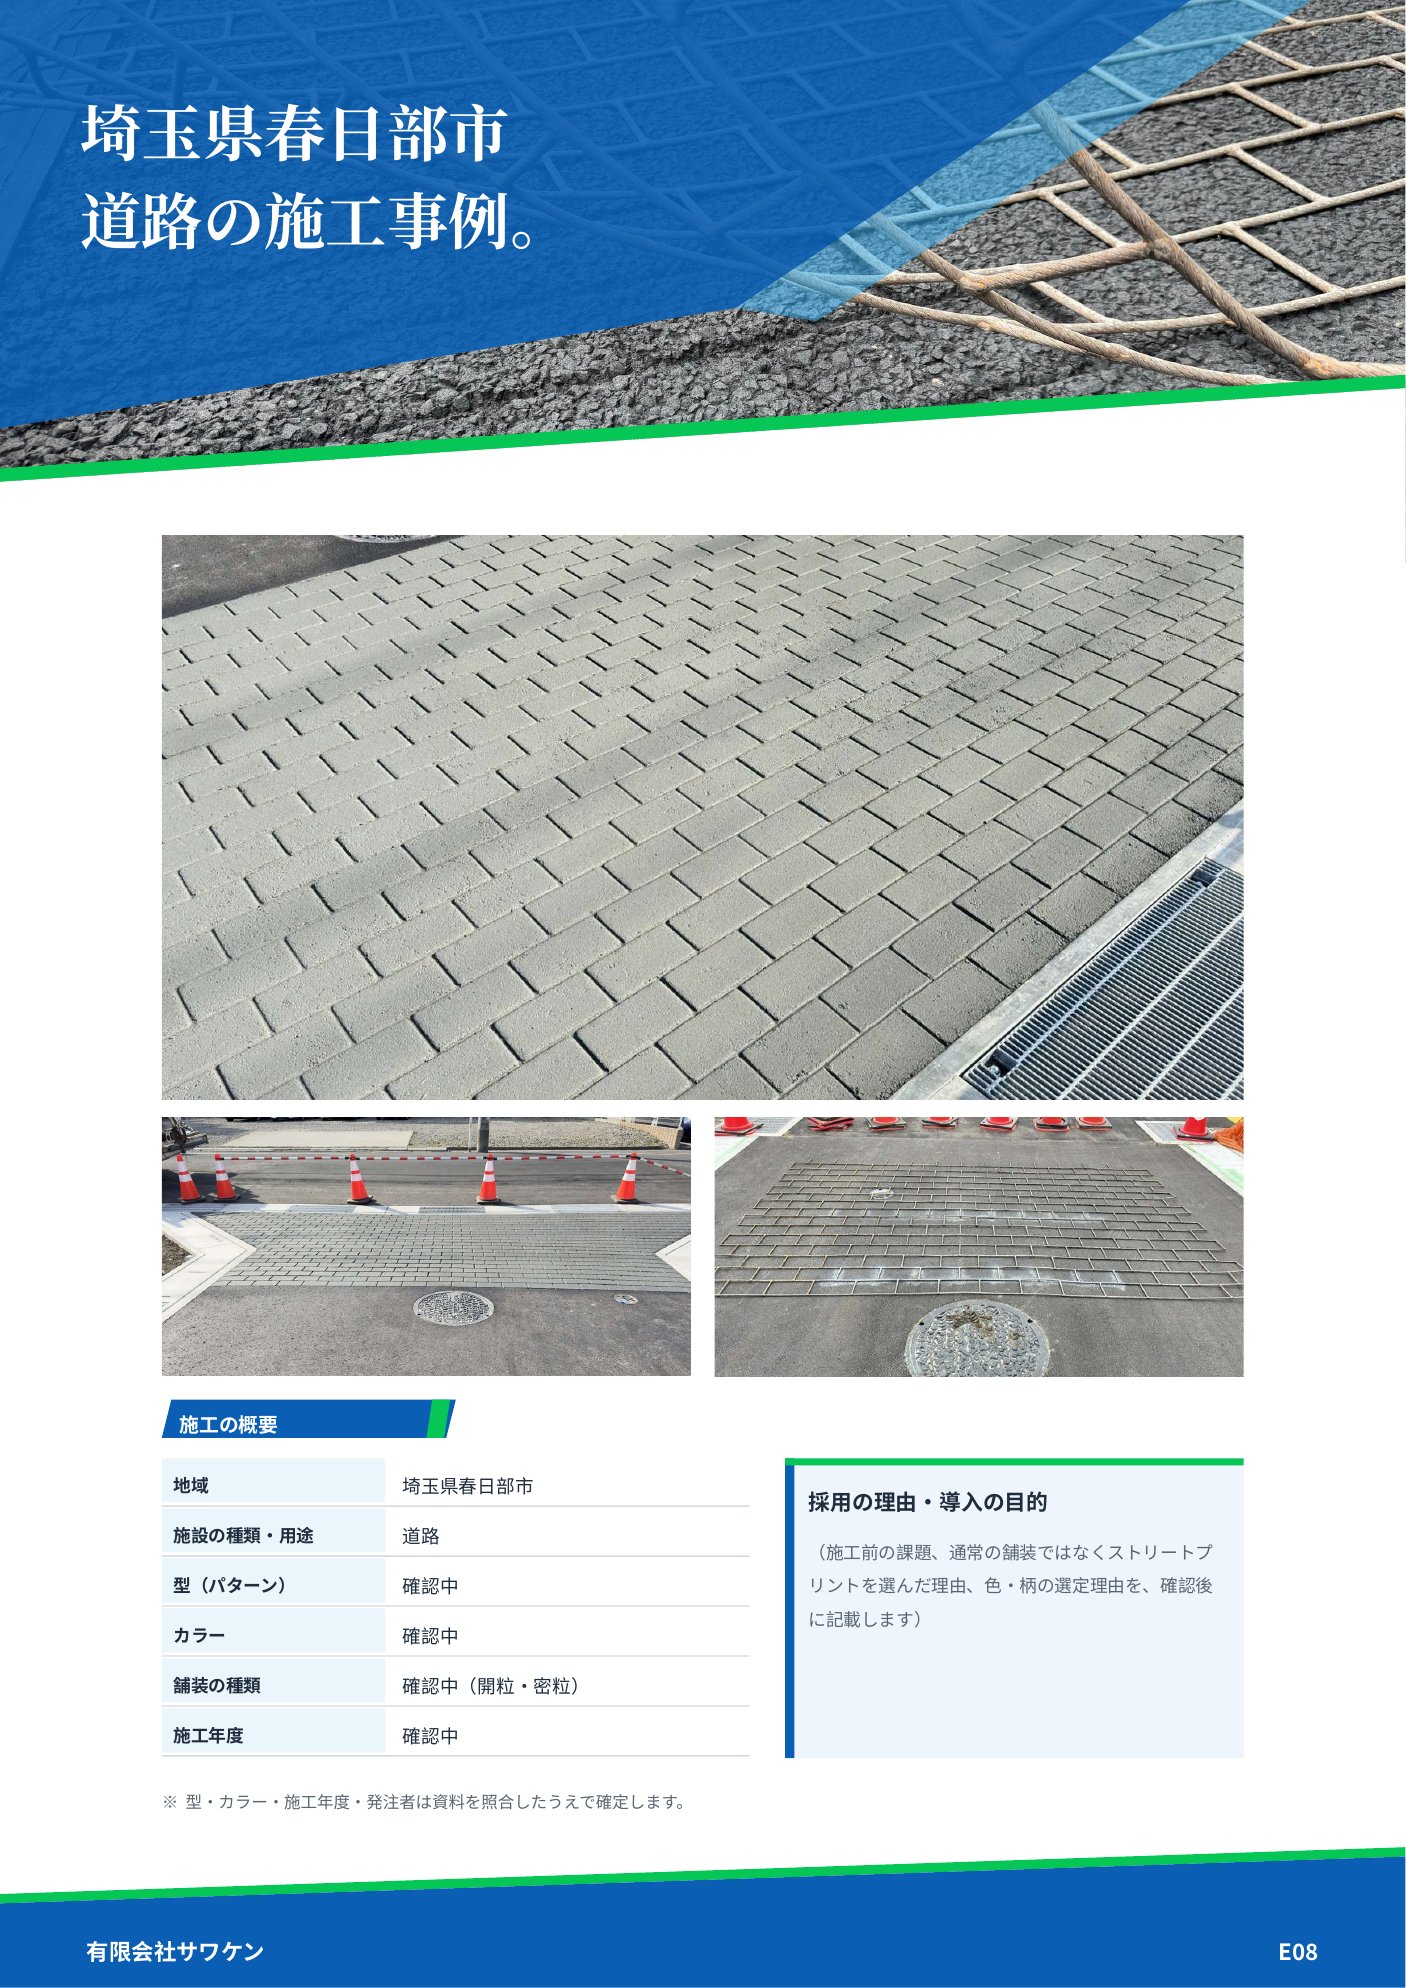 埼玉県春日部市
道路の施工事例。
施工の概要
地域 埼玉県春日部市
施設の種類・用途 道路
型（パターン） 確認中
カラー 確認中
舗装の種類 確認中（開粒・密粒）
施工年度 確認中
採用の理由・導入の目的
（施工前の課題、通常の舗装ではなくストリートプ
リントを選んだ理由、色・柄の選定理由を、確認後
に記載します）
※ 型・カラー・施工年度・発注者は資料を照合したうえで確定します。
有限会社サワケン
E08